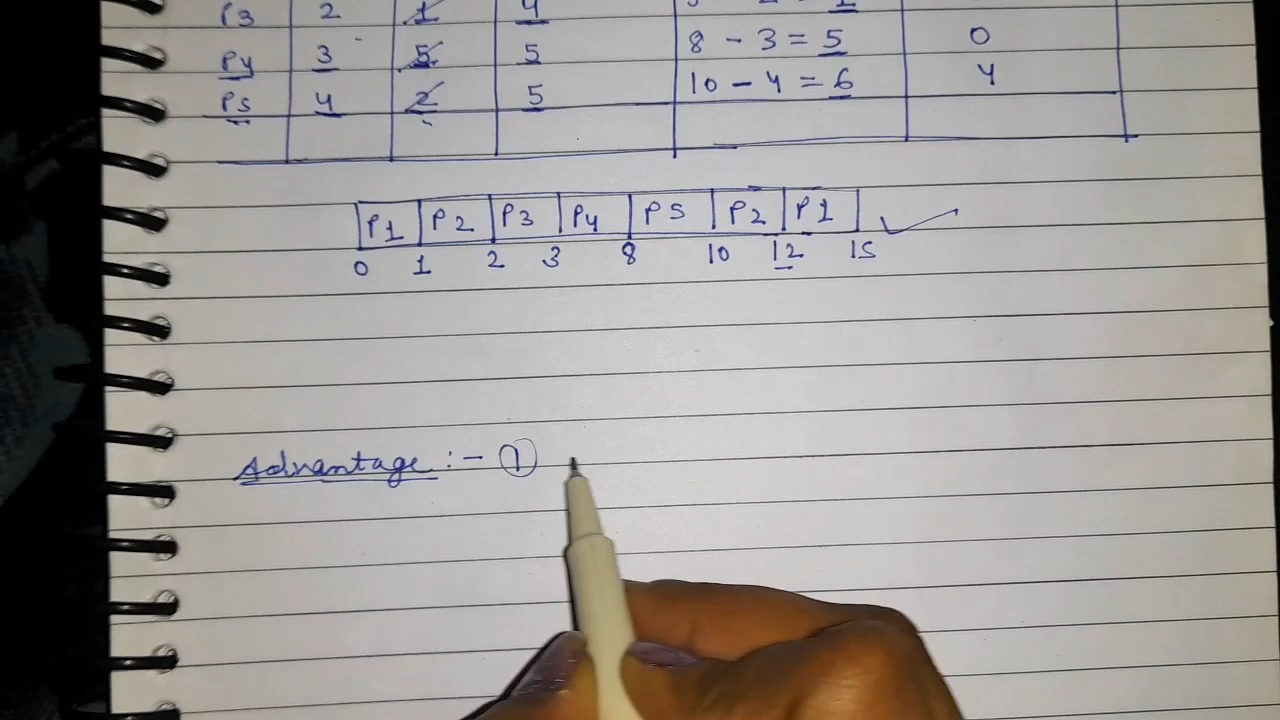 P3 2 1 4 1
P4 3 5 5 8 - 3 = 5 0
P5 4 2 5 10 - 4 = 6 4
P1 P2 P3 P4 P5 P2 P1
0 1 2 3 8 10 12 15
Advantage :- 1